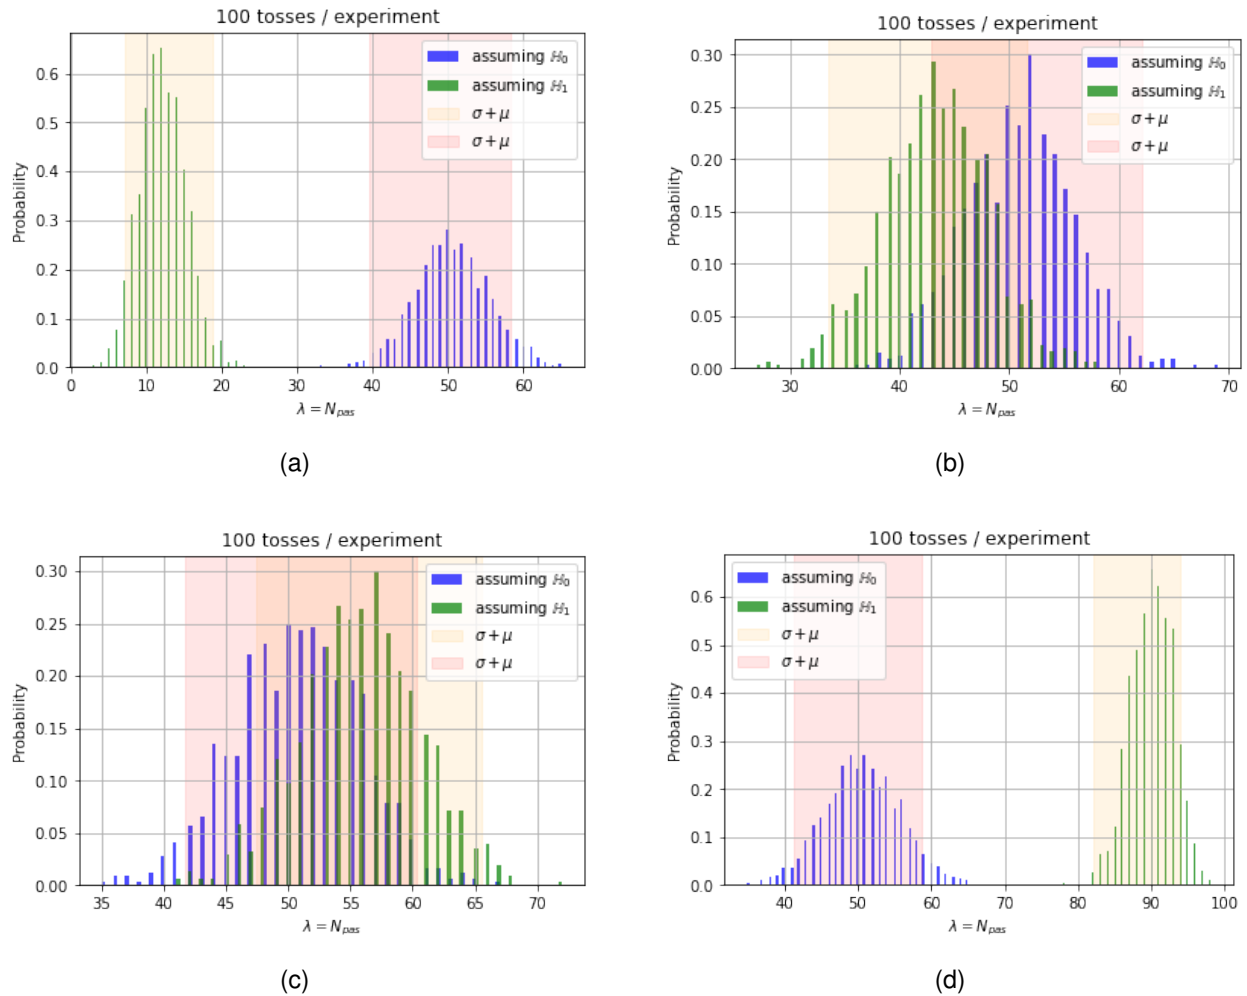 100 tosses / experiment
assuming ℍ₀
assuming ℍ₁
σ + μ
σ + μ
Probability
0.6
0.5
0.4
0.3
0.2
0.1
0.0
0 10 20 30 40 50 60
λ = N_pas
(a)
100 tosses / experiment
assuming ℍ₀
assuming ℍ₁
σ + μ
σ + μ
Probability
0.30
0.25
0.20
0.15
0.10
0.05
0.00
30 40 50 60 70
λ = N_pas
(b)
100 tosses / experiment
assuming ℍ₀
assuming ℍ₁
σ + μ
σ + μ
Probability
0.30
0.25
0.20
0.15
0.10
0.05
0.00
35 40 45 50 55 60 65 70
λ = N_pas
(c)
100 tosses / experiment
assuming ℍ₀
assuming ℍ₁
σ + μ
σ + μ
Probability
0.6
0.5
0.4
0.3
0.2
0.1
0.0
40 50 60 70 80 90 100
λ = N_pas
(d)